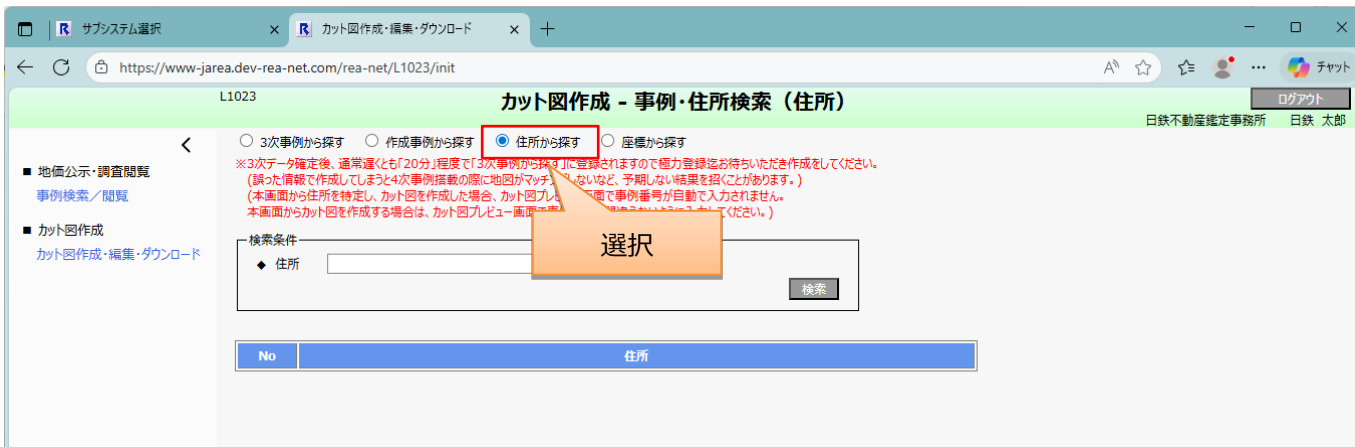 サブシステム選択
カット図作成・編集・ダウンロード
https://www-jarea.dev-rea-net.com/rea-net/L1023/init
チャット
L1023
カット図作成 - 事例・住所検索（住所）
ログアウト
日鉄不動産鑑定事務所 日鉄 太郎
■ 地価公示・調査閲覧
事例検索／閲覧
■ カット図作成
カット図作成・編集・ダウンロード
3次事例から探す 作成事例から探す 住所から探す 座標から探す
※3次データ確定後、通常遅くとも「20分」程度で「3次事例から探す」に登録されますので極力登録迄お待ちいただき作成をしてください。
(誤った情報で作成してしまうと4次事例搭載の際に地図がマッチングしないなど、予期しない結果を招くことがあります。)
(本画面から住所を特定し、カット図を作成した場合、カット図プレビュー画面で事例番号が自動で入力されません。
本画面からカット図を作成する場合は、カット図プレビュー画面で
ください。)
選択
検索条件
◆ 住所
検索
No 住所